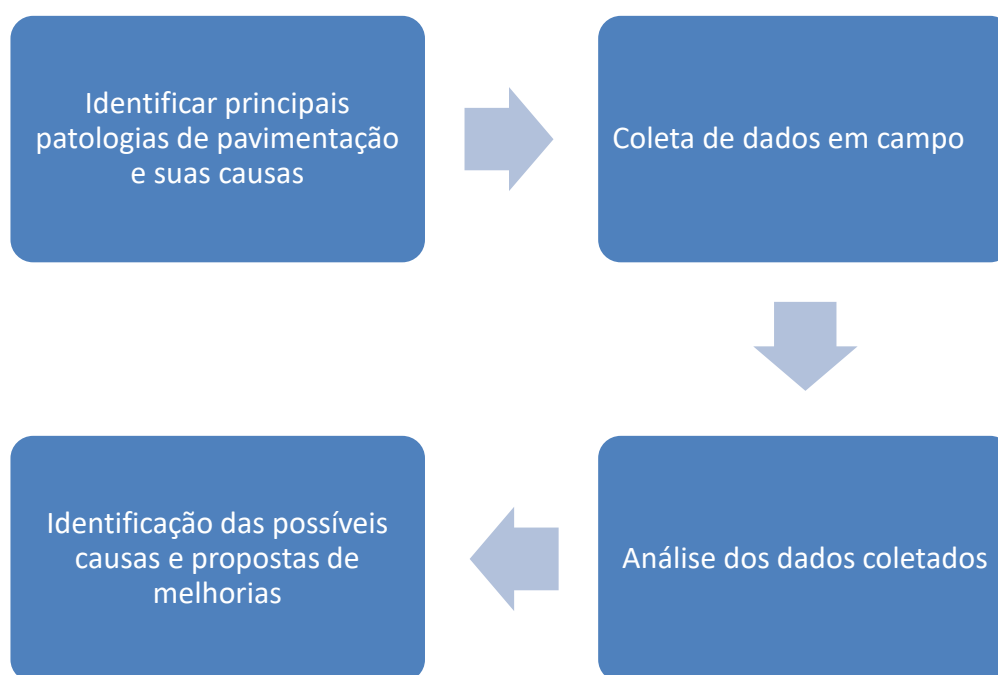 Identificar principais
patologias de pavimentação
e suas causas
Coleta de dados em campo
Análise dos dados coletados
Identificação das possíveis
causas e propostas de
melhorias